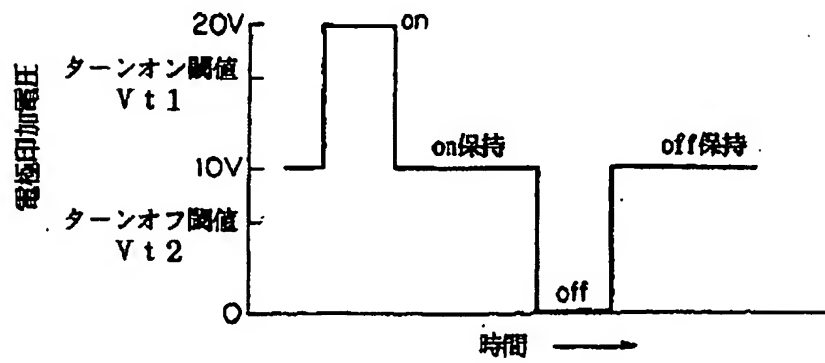 20V
on
ターンオン閾値
Vt1
電極印加電圧
on保持
off保持
10V
ターンオフ閾値
Vt2
off
0
時間